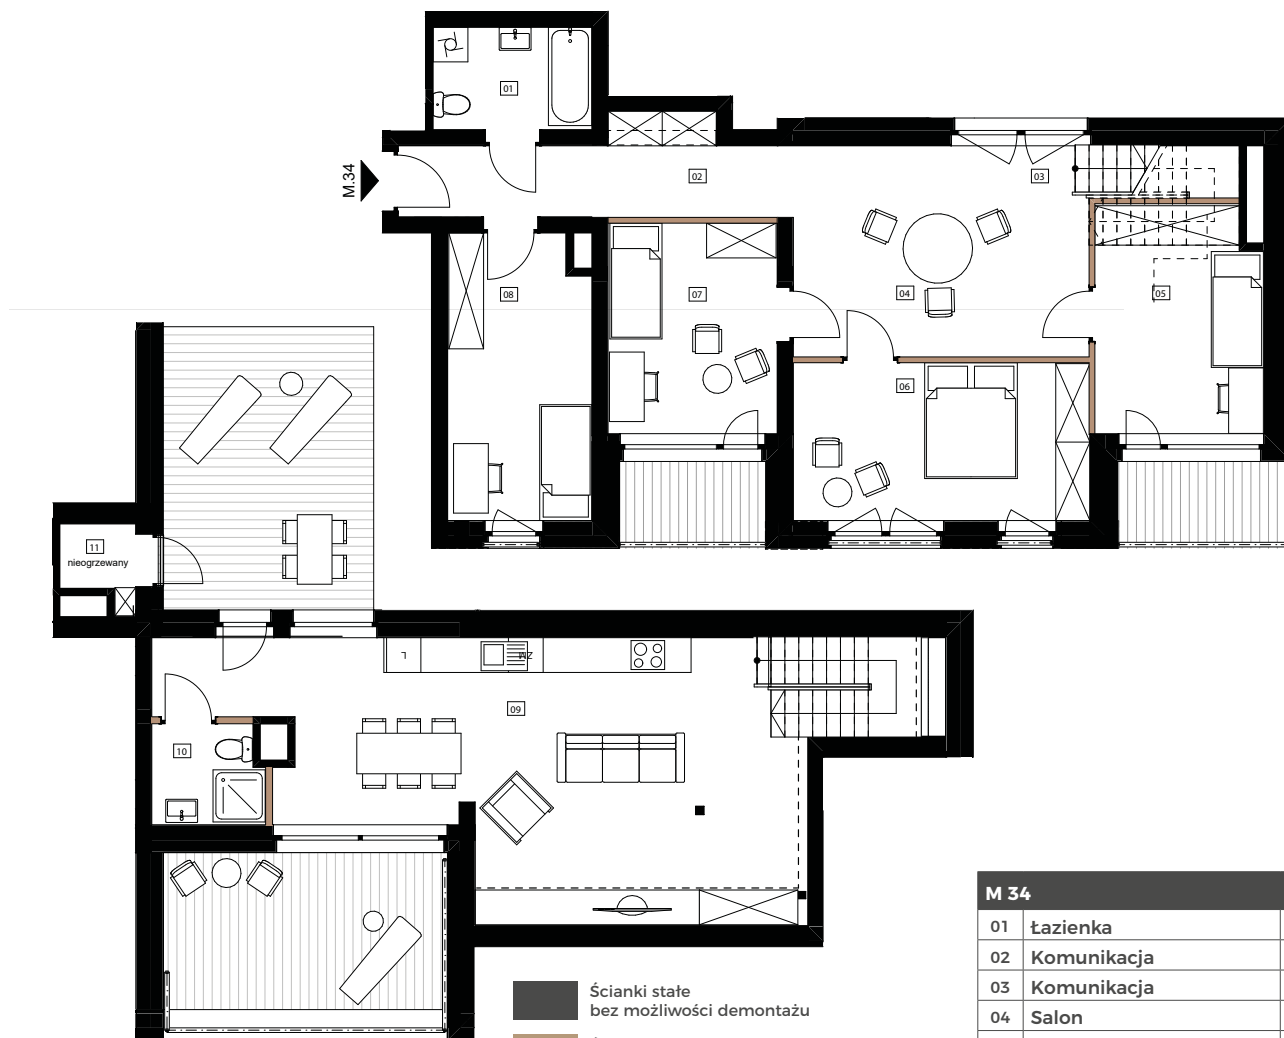 01
M.34
02
03
04
05
06
07
08
11
nieogrzewany
L
ZM
09
10
M 34
01 Łazienka
02 Komunikacja
03 Komunikacja
04 Salon
Ścianki stałe
bez możliwości demontażu